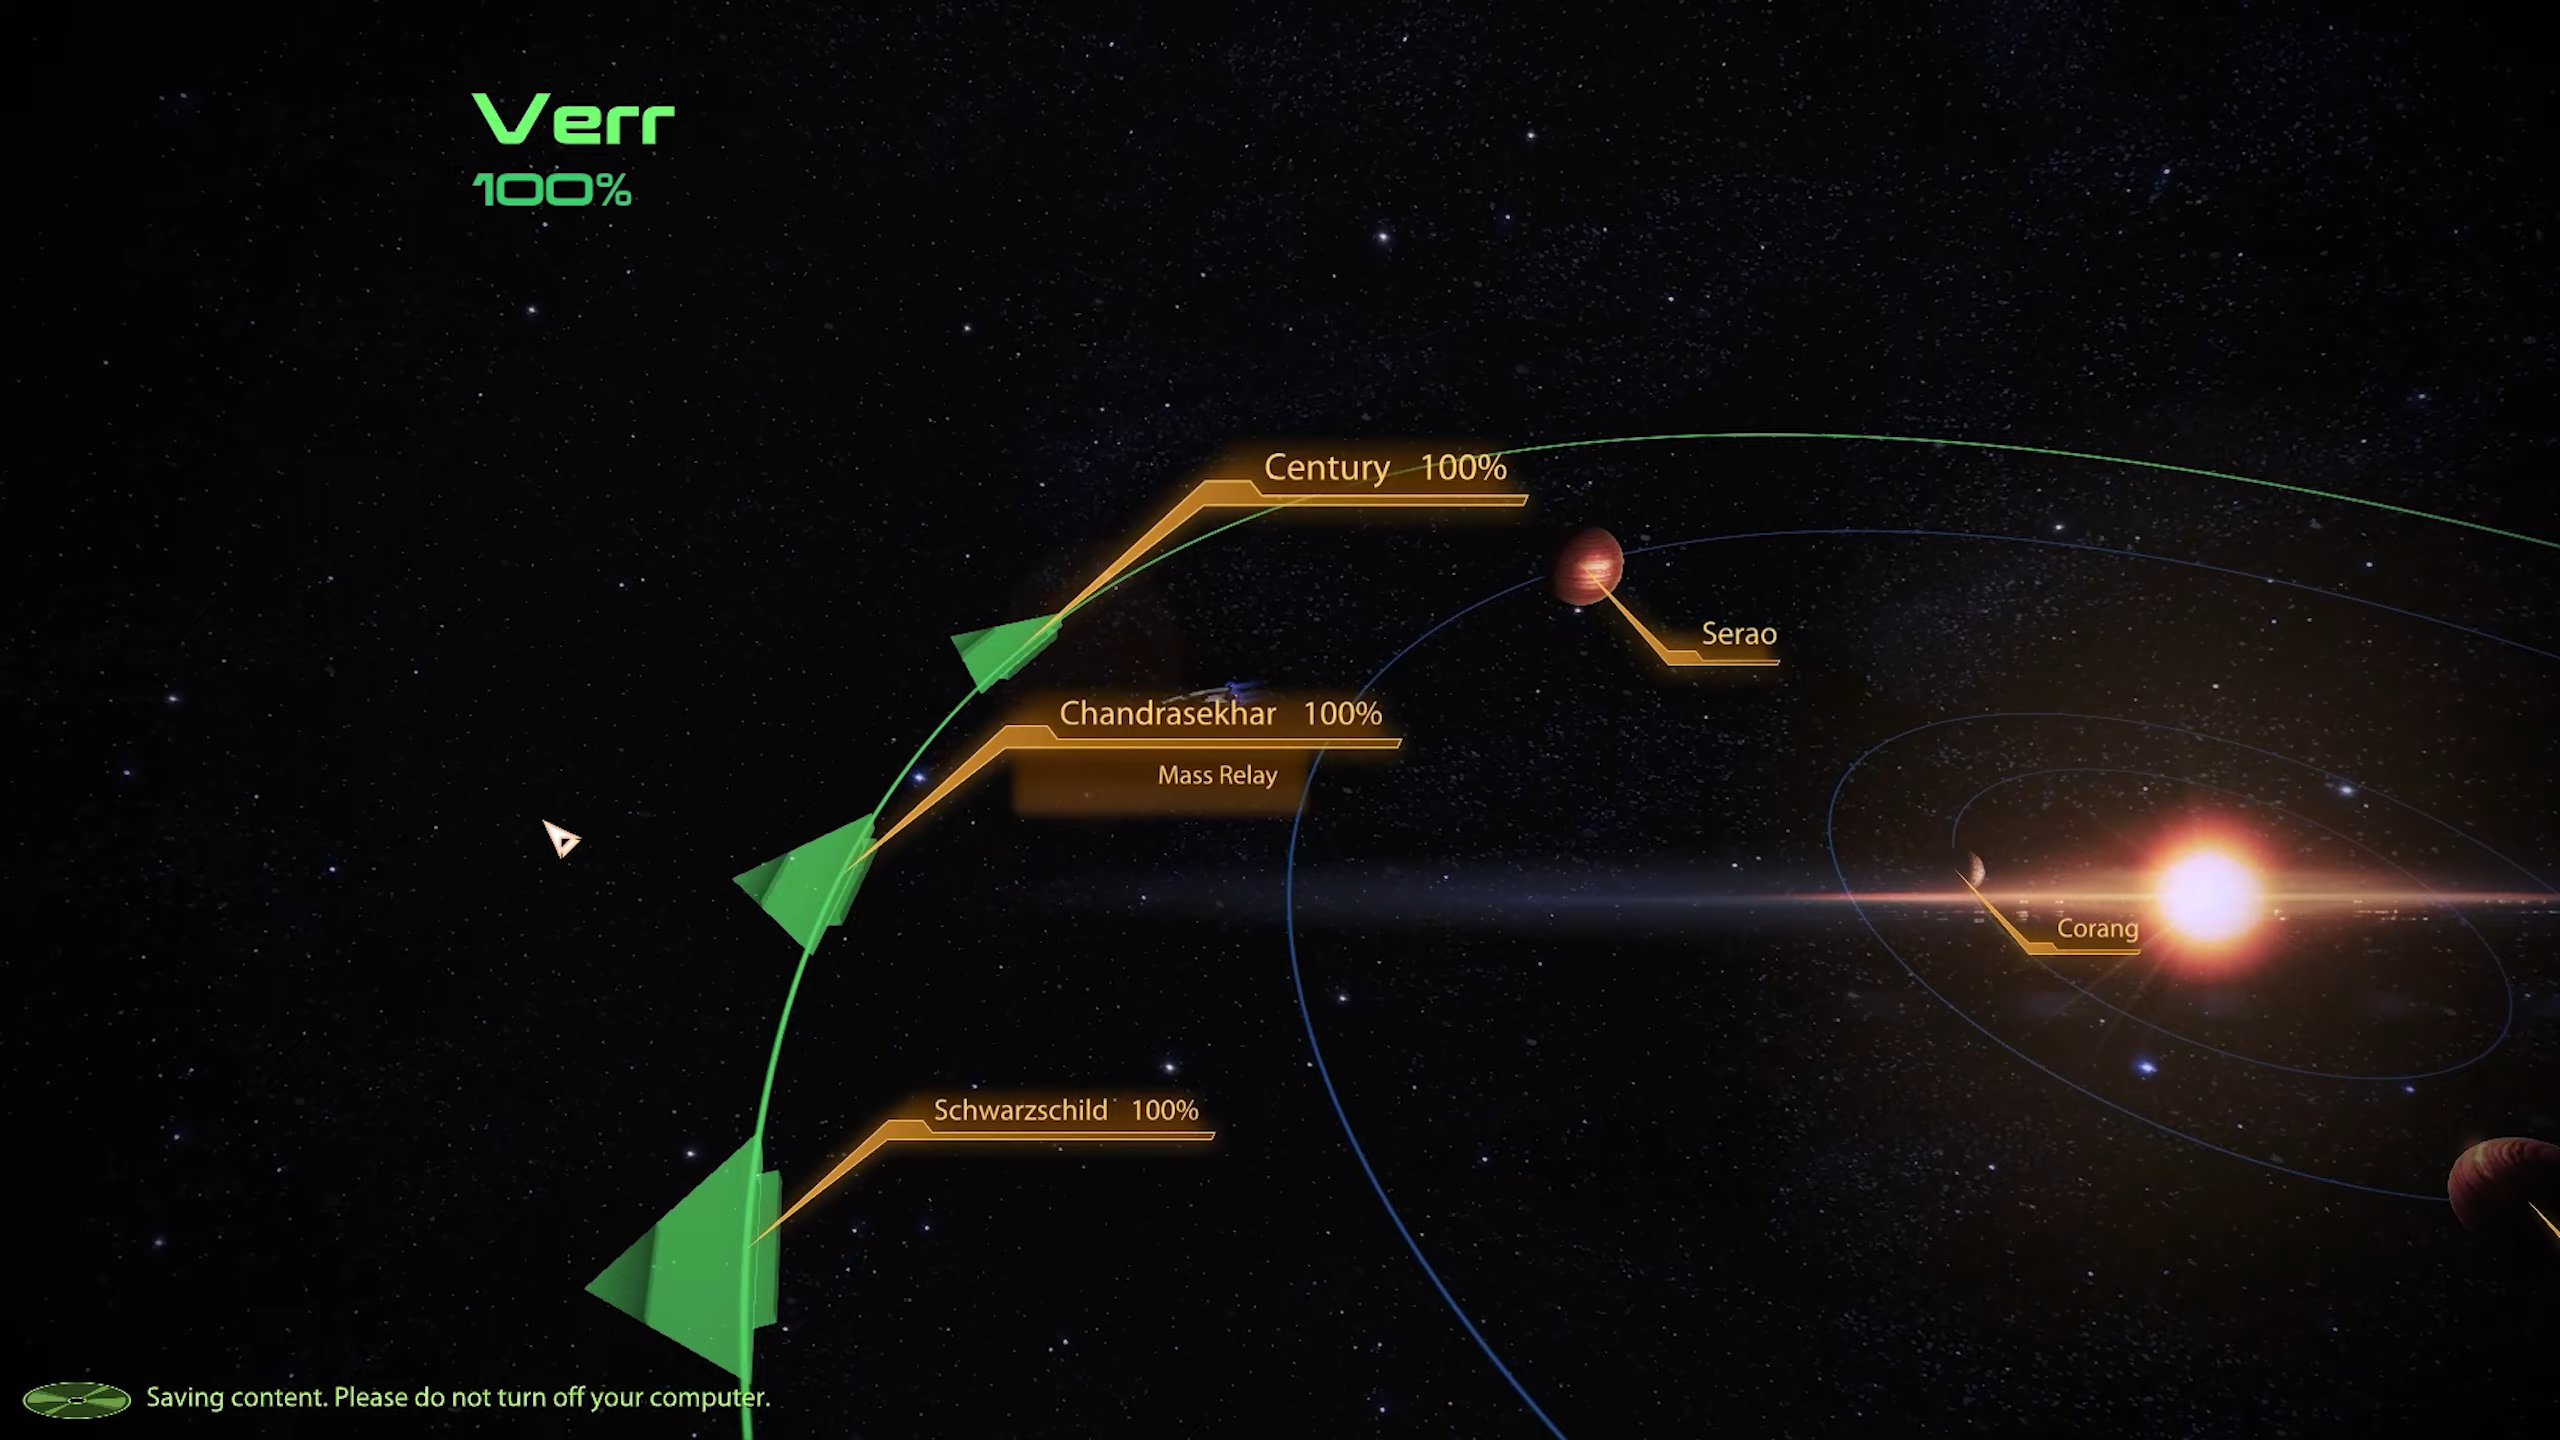 Verr
100%
Century 100%
Serao
Chandrasekhar 100%
Mass Relay
Corang
Schwarzschild 100%
Saving content. Please do not turn off your computer.